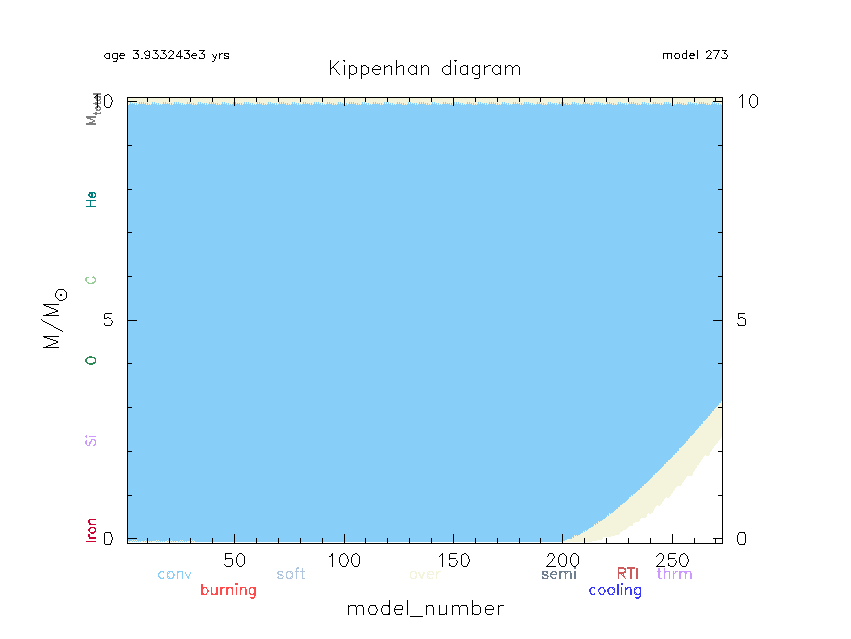 age 3.933243e3 yrs
model 273
Kippenhan diagram
M/M☉
Mtotal
He
C
O
Si
Iron
10
5
0
10
5
0
50 100 150 200 250
conv soft over semi RTI thrm
burning cooling
model_number